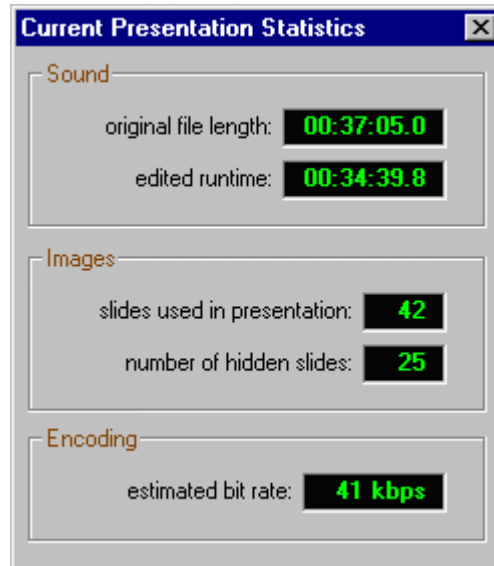 Current Presentation Statistics
Sound
original file length: 00:37:05.0
edited runtime: 00:34:39.8
Images
slides used in presentation: 42
number of hidden slides: 25
Encoding
estimated bit rate: 41 kbps